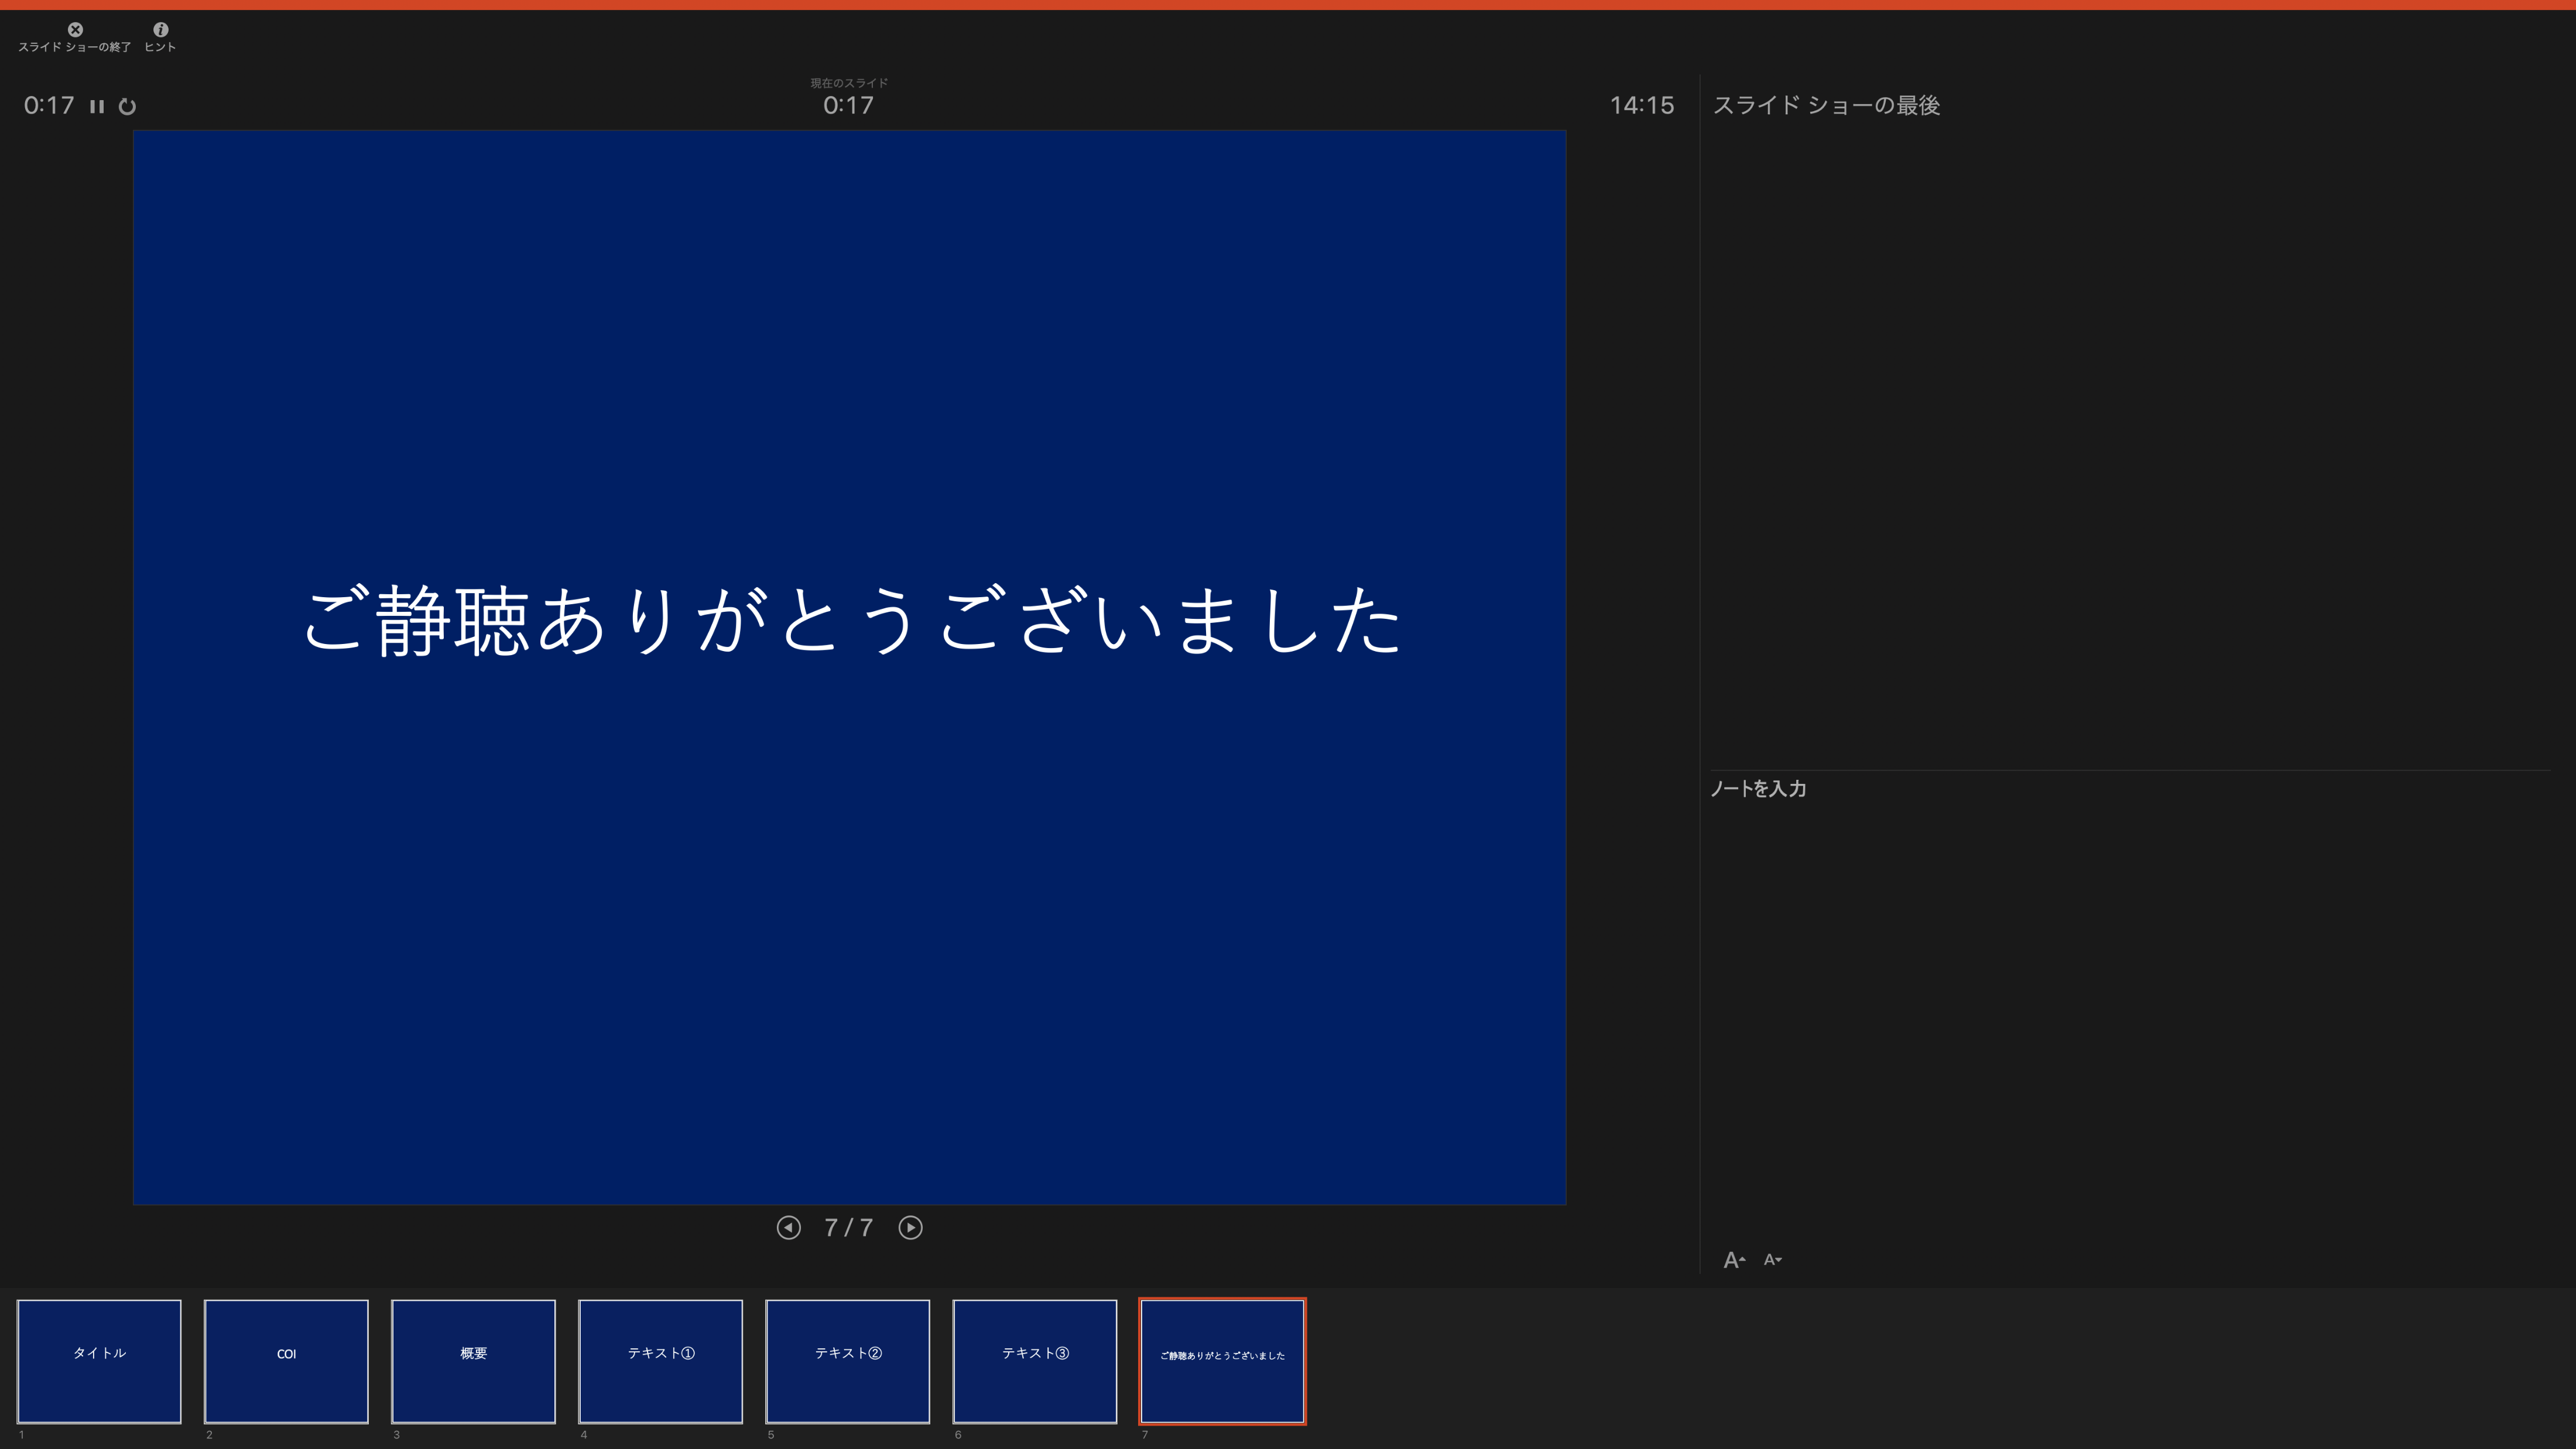 スライド ショーの終了 ヒント
現在のスライド
0:17 0:17 14:15 スライド ショーの最後
ご静聴ありがとうございました
ノートを入力
7 / 7
A A
タイトル COI 概要 テキスト① テキスト② テキスト③ ご静聴ありがとうございました
1 2 3 4 5 6 7